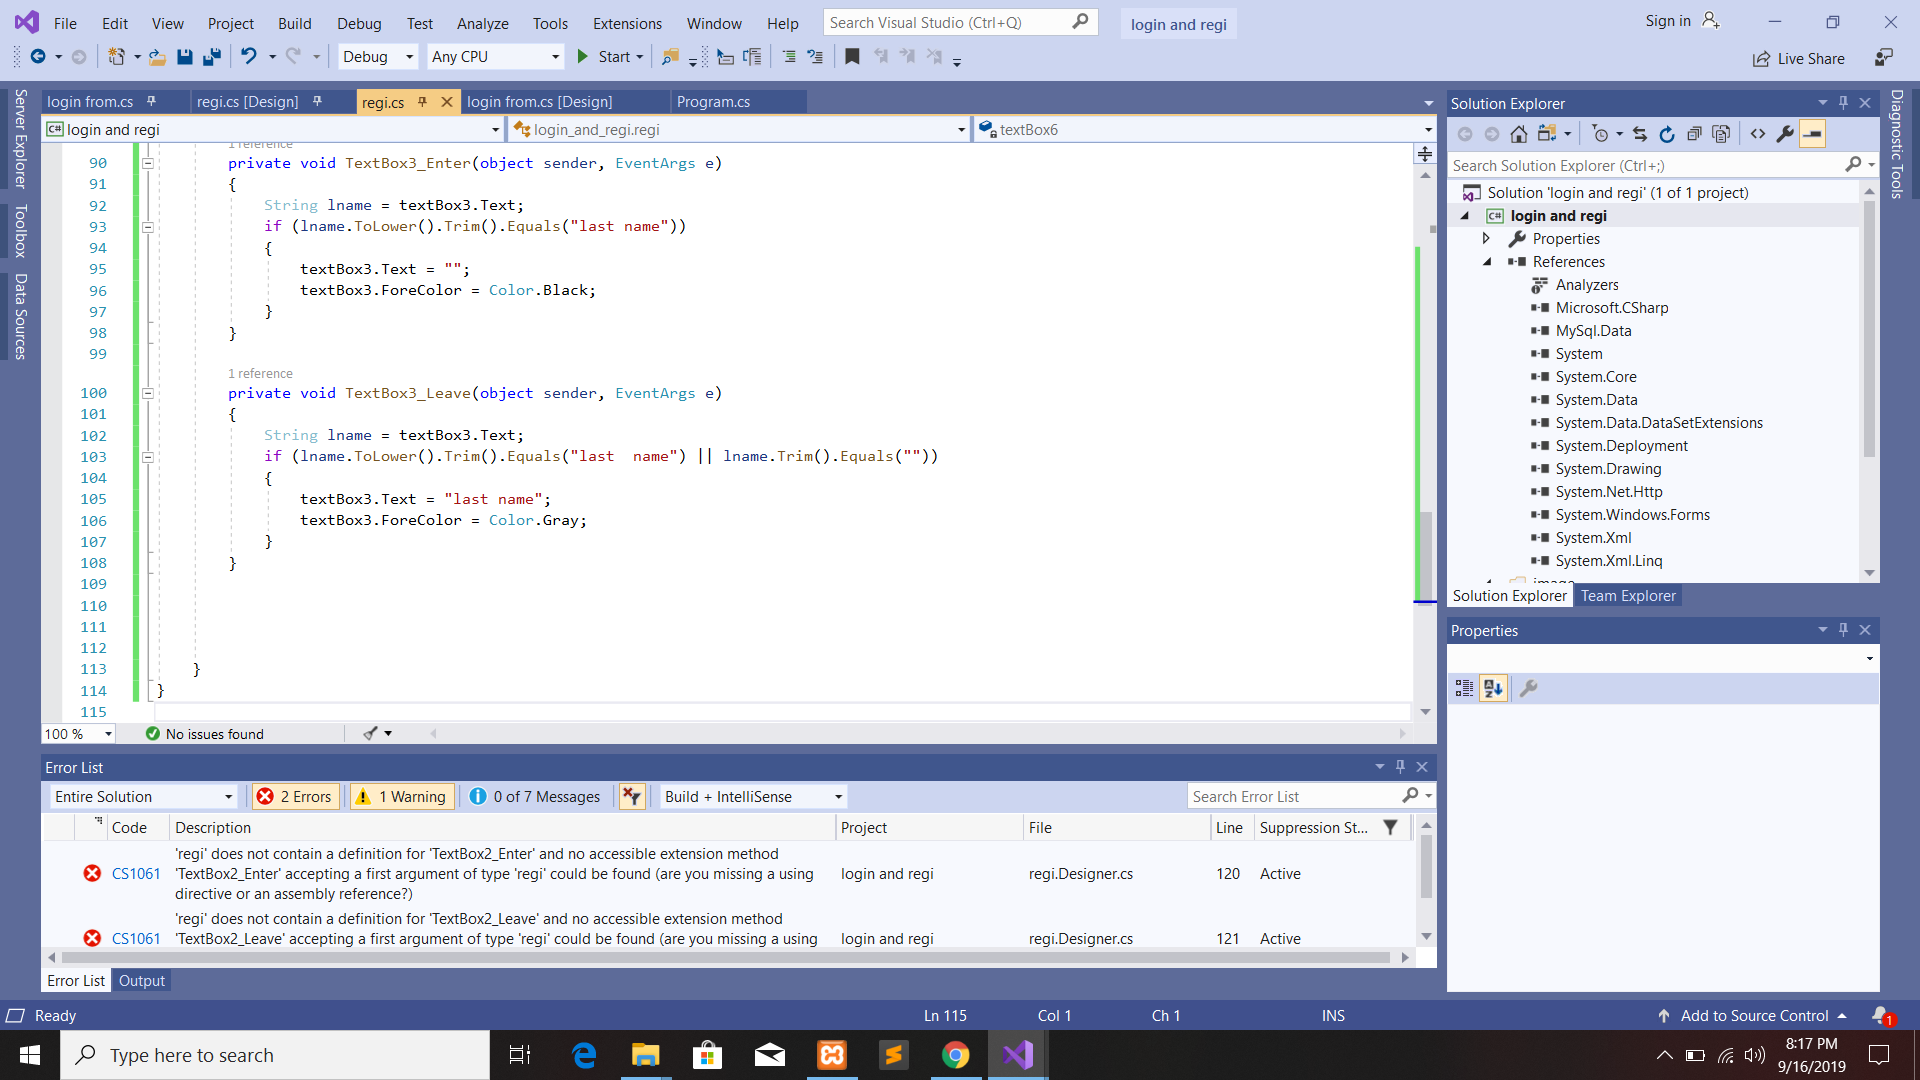 File Edit View Project Build Debug Test Analyze Tools Extensions Window Help Search Visual Studio (Ctrl+Q) login and regi Sign in
Debug Any CPU Start Live Share
login from.cs regi.cs [Design] regi.cs login from.cs [Design] Program.cs
C# login and regi login_and_regi.regi textBox6
Server Explorer
Toolbox
Data Sources
1 reference
90 private void TextBox3_Enter(object sender, EventArgs e)
91 {
92 String lname = textBox3.Text;
93 if (lname.ToLower().Trim().Equals("last name"))
94 {
95 textBox3.Text = "";
96 textBox3.ForeColor = Color.Black;
97 }
98 }
99
1 reference
100 private void TextBox3_Leave(object sender, EventArgs e)
101 {
102 String lname = textBox3.Text;
103 if (lname.ToLower().Trim().Equals("last  name") || lname.Trim().Equals(""))
104 {
105 textBox3.Text = "last name";
106 textBox3.ForeColor = Color.Gray;
107 }
108 }
109
110
111
112
113 }
114 }
115
100 % No issues found
Error List
Entire Solution 2 Errors 1 Warning 0 of 7 Messages Build + IntelliSense Search Error List
Code Description Project File Line Suppression St...
'regi' does not contain a definition for 'TextBox2_Enter' and no accessible extension method
CS1061 'TextBox2_Enter' accepting a first argument of type 'regi' could be found (are you missing a using login and regi regi.Designer.cs 120 Active
directive or an assembly reference?)
'regi' does not contain a definition for 'TextBox2_Leave' and no accessible extension method
CS1061 'TextBox2_Leave' accepting a first argument of type 'regi' could be found (are you missing a using login and regi regi.Designer.cs 121 Active
Error List Output
Solution Explorer
Search Solution Explorer (Ctrl+;)
Solution 'login and regi' (1 of 1 project)
C# login and regi
Properties
References
Analyzers
Microsoft.CSharp
MySql.Data
System
System.Core
System.Data
System.Data.DataSetExtensions
System.Deployment
System.Drawing
System.Net.Http
System.Windows.Forms
System.Xml
System.Xml.Linq
image
Solution Explorer Team Explorer
Properties
Diagnostic Tools
Ready Ln 115 Col 1 Ch 1 INS Add to Source Control 1
Type here to search
8:17 PM
9/16/2019